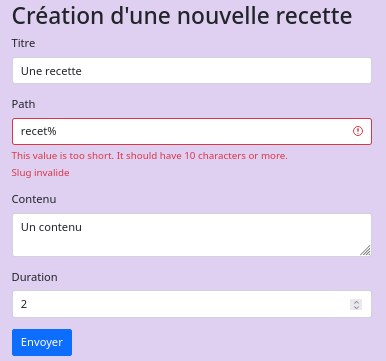 Création d'une nouvelle recette
Titre
Une recette
Path
recet%
This value is too short. It should have 10 characters or more.
Slug invalide
Contenu
Un contenu
Duration
2
Envoyer